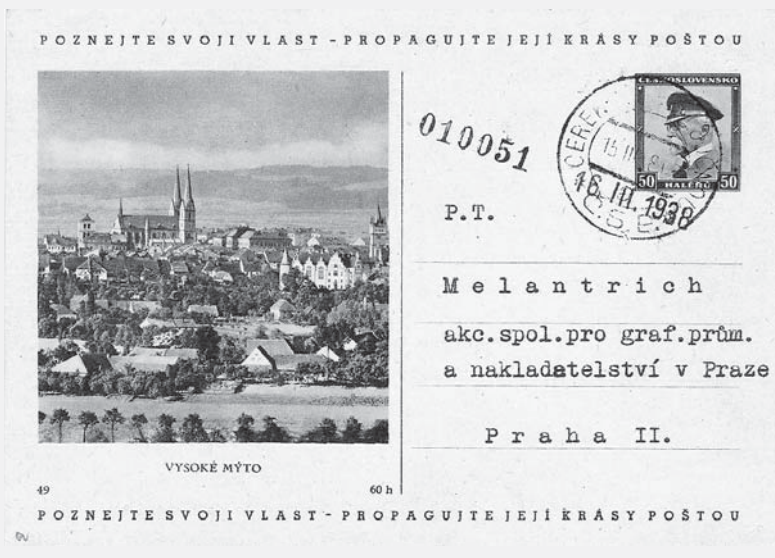 POZNEJTE SVOJI VLAST - PROPAGUJTE JEJÍ KRÁSY POŠTOU
ČESKOSLOVENSKO
50 HALÉŘŮ 50
010051
16.III.1938
Č.S.E.
P.T.
Melantrich
akc.spol.pro graf.prům.
a nakladatelství v Praze
Praha II.
VYSOKÉ MÝTO
49
60 h
POZNEJTE SVOJI VLAST - PROPAGUJTE JEJÍ KRÁSY POŠTOU